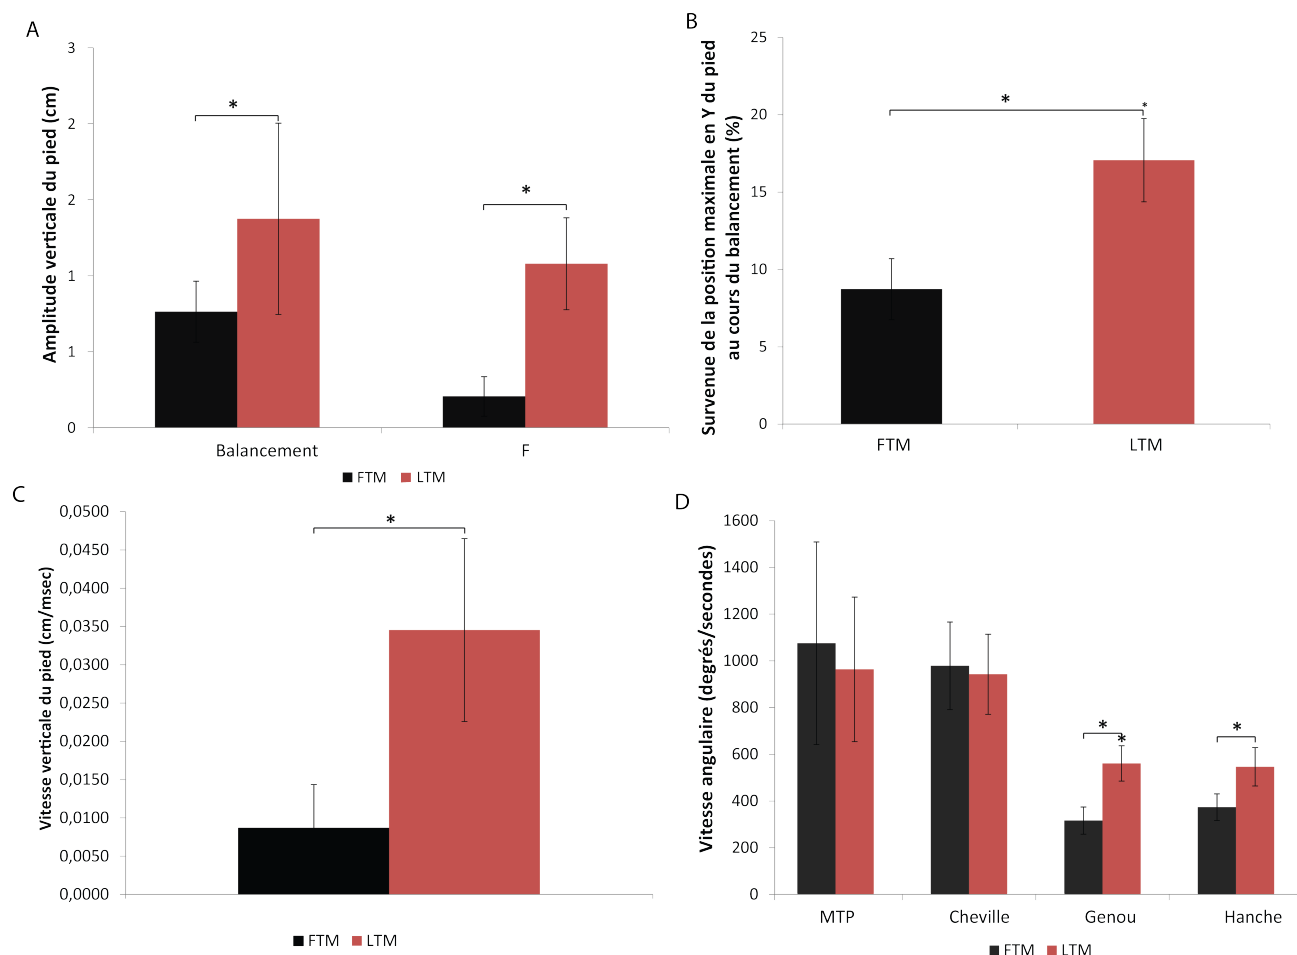 A
Amplitude verticale du pied (cm)
3
2
2
1
1
0
*
*
Balancement
F
FTM
LTM
B
Survenue de la position maximale en Y du pied
au cours du balancement (%)
25
20
15
10
5
0
*
*
FTM
LTM
C
Vitesse verticale du pied (cm/msec)
0,0500
0,0450
0,0400
0,0350
0,0300
0,0250
0,0200
0,0150
0,0100
0,0050
0,0000
*
FTM
LTM
D
Vitesse angulaire (degrés/secondes)
1600
1400
1200
1000
800
600
400
200
0
*
*
*
MTP
Cheville
Genou
Hanche
FTM
LTM